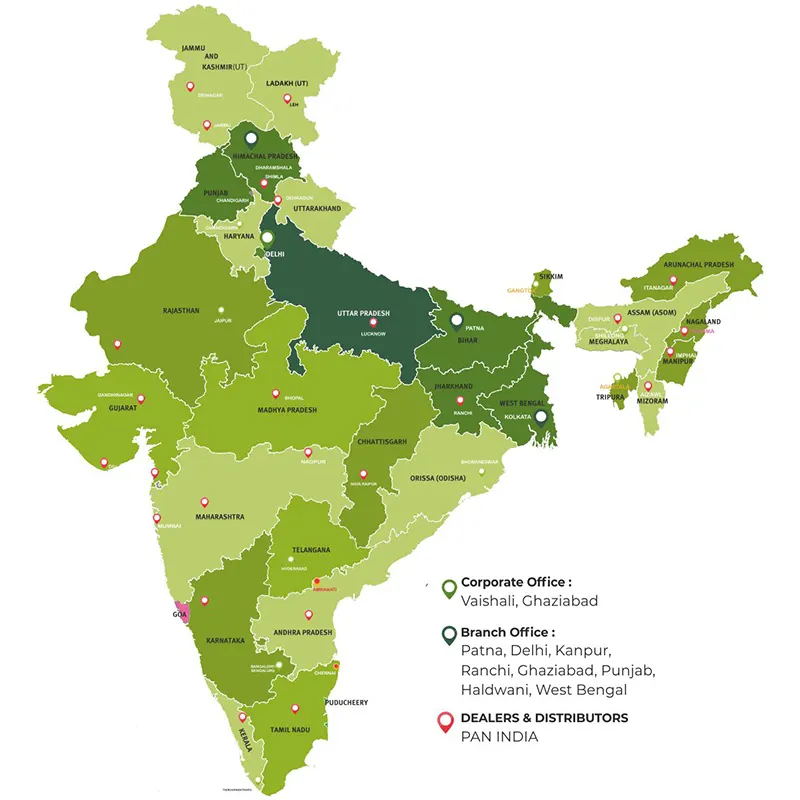 JAMMU
AND
KASHMIR(UT)
SRINAGAR
JAMMU
LADAKH (UT)
LEH
HIMACHAL PRADESH
DHARAMSHALA
SHIMLA
PUNJAB
CHANDIGARH
DEHRADUN
UTTARAKHAND
CHANDIGARH
HARYANA
DELHI
RAJASTHAN
JAIPUR
UTTAR PRADESH
LUCKNOW
PATNA
BIHAR
SIKKIM
GANGTOK
ARUNACHAL PRADESH
ITANAGAR
ASSAM (ASOM)
DISPUR
NAGALAND
SHILLONG
MEGHALAYA
IMPHAL
MANIPUR
AGARTALA
TRIPURA
MIZORAM
GANDHINAGAR
GUJARAT
BHOPAL
MADHYA PRADESH
JHARKHAND
RANCHI
WEST BENGAL
KOLKATA
CHHATTISGARH
NAGPUR
NAYA RAIPUR
BHUBANESWAR
ORISSA (ODISHA)
MAHARASHTRA
MUMBAI
TELANGANA
HYDERABAD
AMRAVATI
GOA
KARNATAKA
ANDHRA PRADESH
BENGALURU
CHENNAI
PUDUCHEERY
TAMIL NADU
KERALA
Corporate Office :
Vaishali, Ghaziabad
Branch Office :
Patna, Delhi, Kanpur,
Ranchi, Ghaziabad, Punjab,
Haldwani, West Bengal
DEALERS & DISTRIBUTORS
PAN INDIA